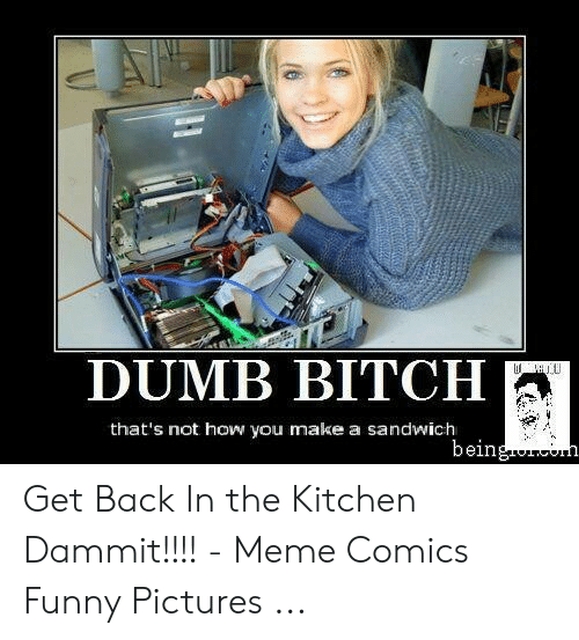 DUMB BITCH
that's not how you make a sandwich
Get Back In the Kitchen
Dammit!!!! - Meme Comics
Funny Pictures ...